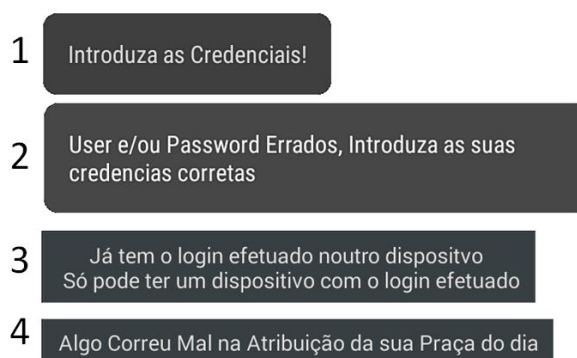 1 Introduza as Credenciais!
2 User e/ou Password Errados, Introduza as suas
credencias corretas
3 Já tem o login efetuado noutro dispositvo
Só pode ter um dispositivo com o login efetuado
4 Algo Correu Mal na Atribuição da sua Praça do dia